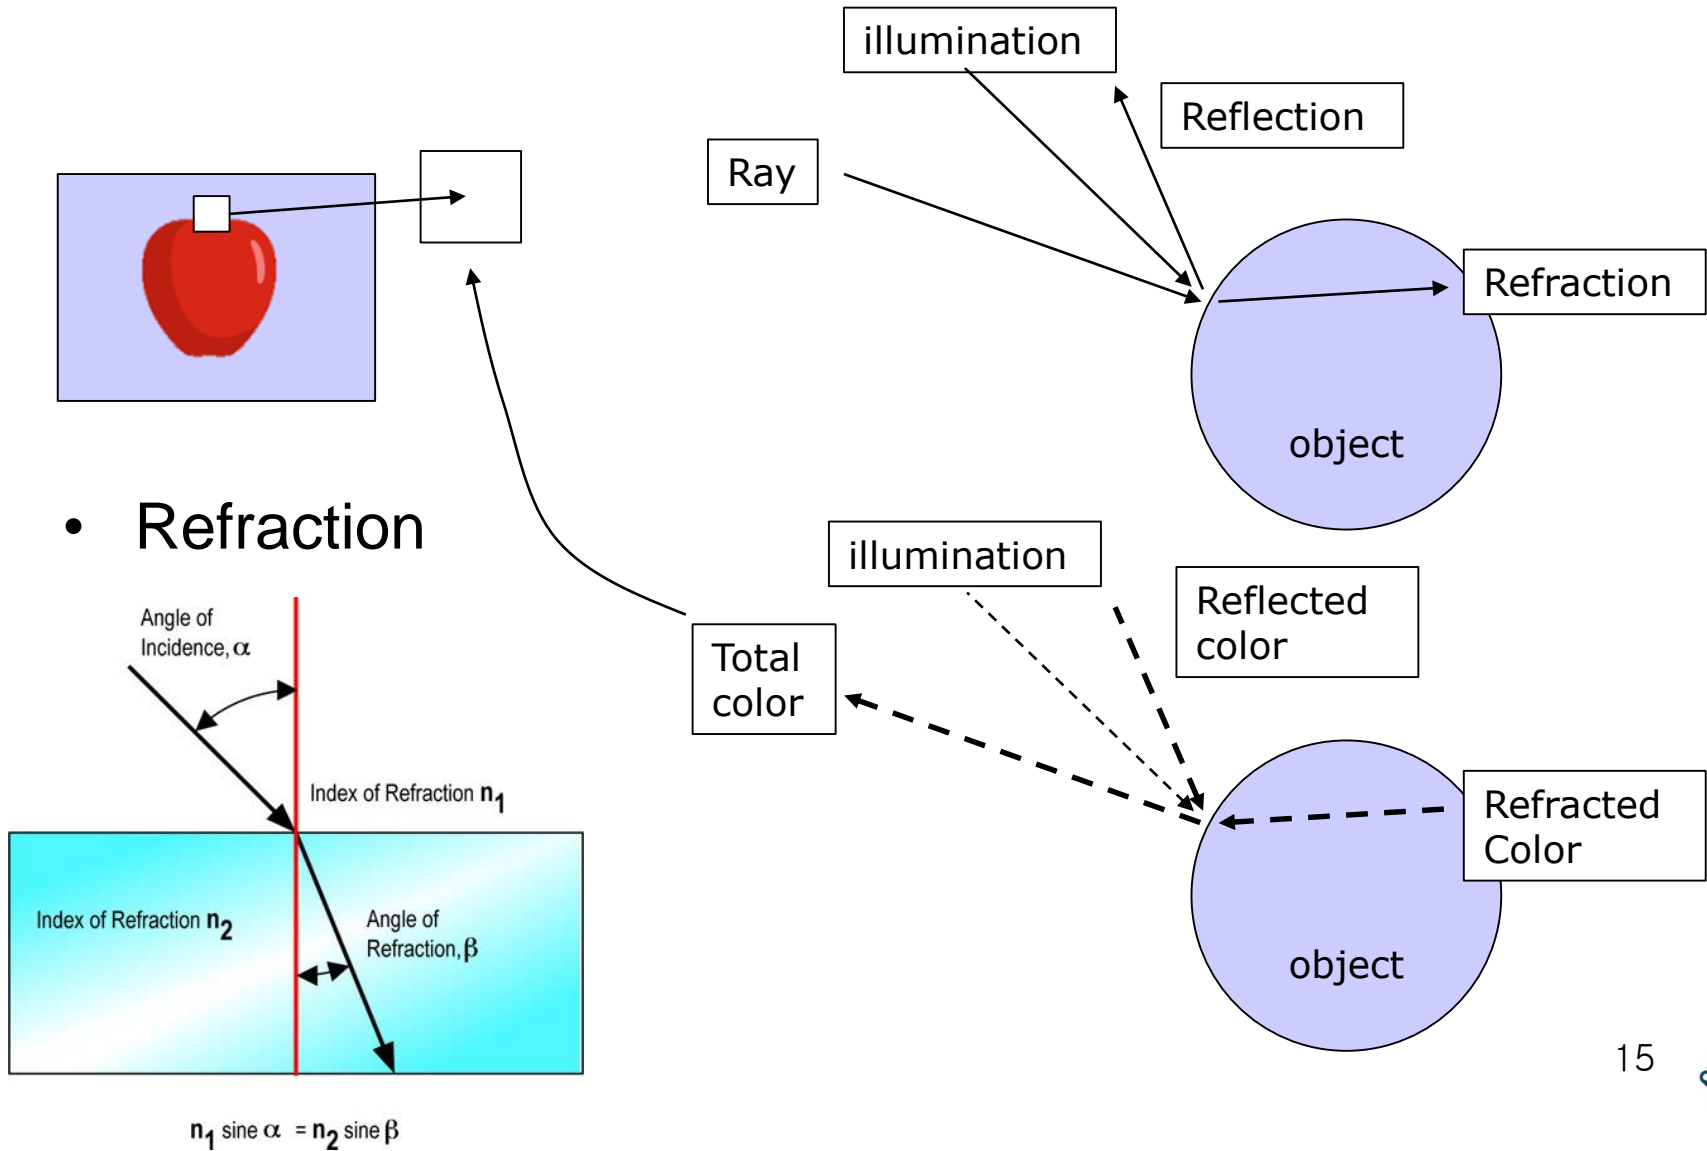 illumination
Reflection
Ray
Refraction
object
• Refraction
illumination
Reflected
color
Total
color
Refracted
Color
object
Angle of
Incidence, α
Index of Refraction n1
Index of Refraction n2
Angle of
Refraction, β
n1 sine α = n2 sine β
15